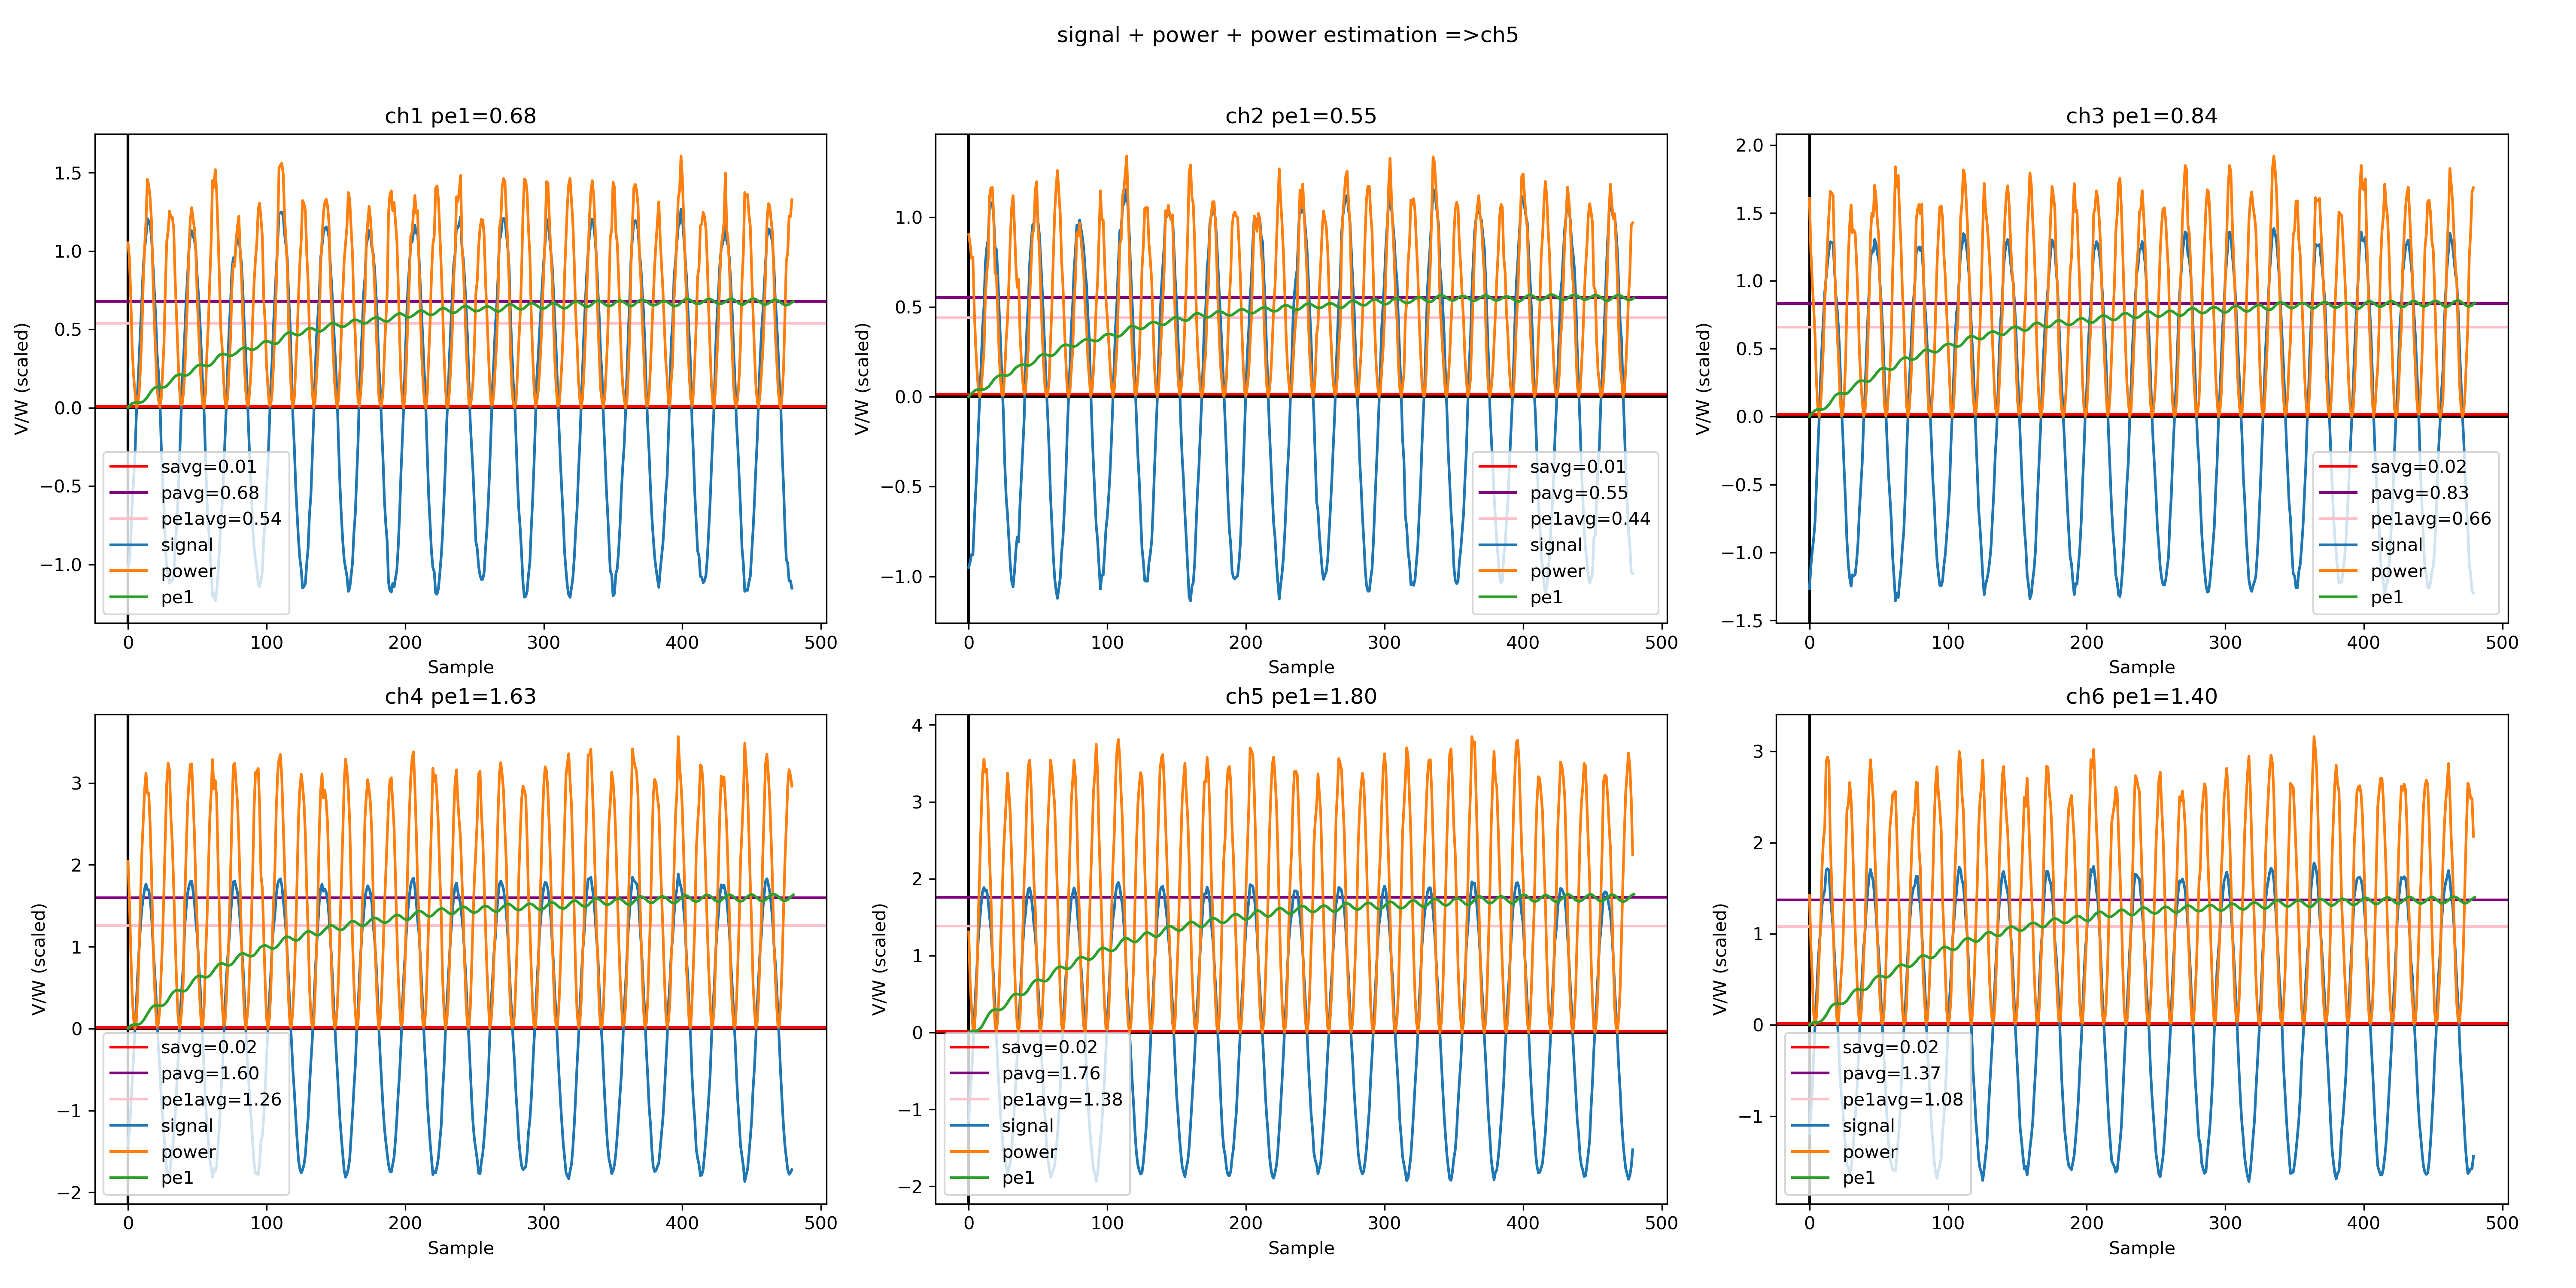 signal + power + power estimation =>ch5
ch1 pe1=0.68
V/W (scaled)
1.5
1.0
0.5
0.0
−0.5
−1.0
savg=0.01
pavg=0.68
pe1avg=0.54
signal
power
pe1
0 100 200 300 400 500
Sample
ch2 pe1=0.55
V/W (scaled)
1.0
0.5
0.0
−0.5
−1.0
savg=0.01
pavg=0.55
pe1avg=0.44
signal
power
pe1
0 100 200 300 400 500
Sample
ch3 pe1=0.84
V/W (scaled)
2.0
1.5
1.0
0.5
0.0
−0.5
−1.0
−1.5
savg=0.02
pavg=0.83
pe1avg=0.66
signal
power
pe1
0 100 200 300 400 500
Sample
ch4 pe1=1.63
V/W (scaled)
3
2
1
0
−1
−2
savg=0.02
pavg=1.60
pe1avg=1.26
signal
power
pe1
0 100 200 300 400 500
Sample
ch5 pe1=1.80
V/W (scaled)
4
3
2
1
0
−1
−2
savg=0.02
pavg=1.76
pe1avg=1.38
signal
power
pe1
0 100 200 300 400 500
Sample
ch6 pe1=1.40
V/W (scaled)
3
2
1
0
−1
savg=0.02
pavg=1.37
pe1avg=1.08
signal
power
pe1
0 100 200 300 400 500
Sample